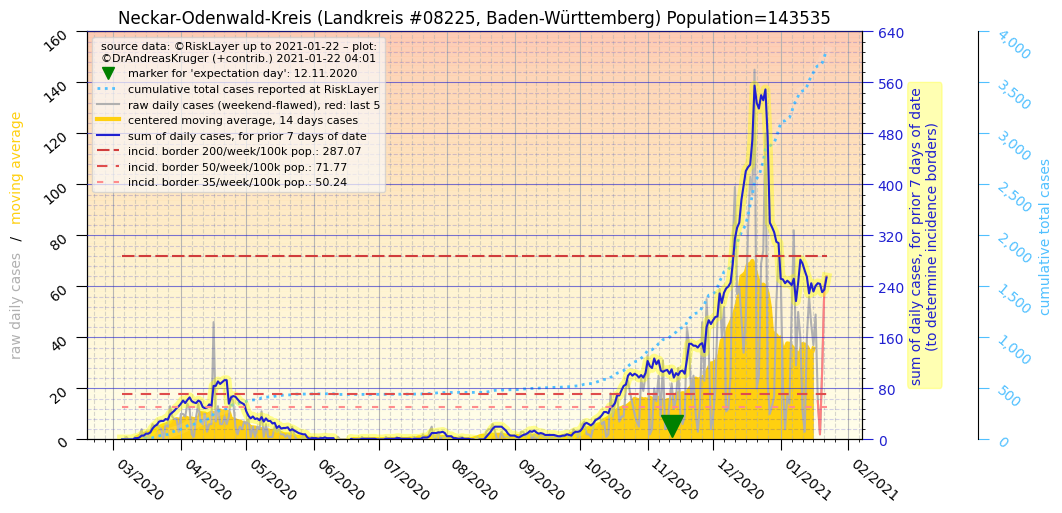 Neckar-Odenwald-Kreis (Landkreis #08225, Baden-Württemberg) Population=143535
source data: ©RiskLayer up to 2021-01-22 – plot:
©DrAndreasKruger (+contrib.) 2021-01-22 04:01
marker for 'expectation day': 12.11.2020
cumulative total cases reported at RiskLayer
raw daily cases (weekend-flawed), red: last 5
centered moving average, 14 days cases
sum of daily cases, for prior 7 days of date
incid. border 200/week/100k pop.: 287.07
incid. border 50/week/100k pop.: 71.77
incid. border 35/week/100k pop.: 50.24
raw daily cases / moving average
160
140
120
100
80
60
40
20
0
03/2020
04/2020
05/2020
06/2020
07/2020
08/2020
09/2020
10/2020
11/2020
12/2020
01/2021
02/2021
640
560
480
400
320
240
160
80
0
sum of daily cases, for prior 7 days of date
(to determine incidence borders)
4,000
3,500
3,000
2,500
2,000
1,500
1,000
500
0
cumulative total cases